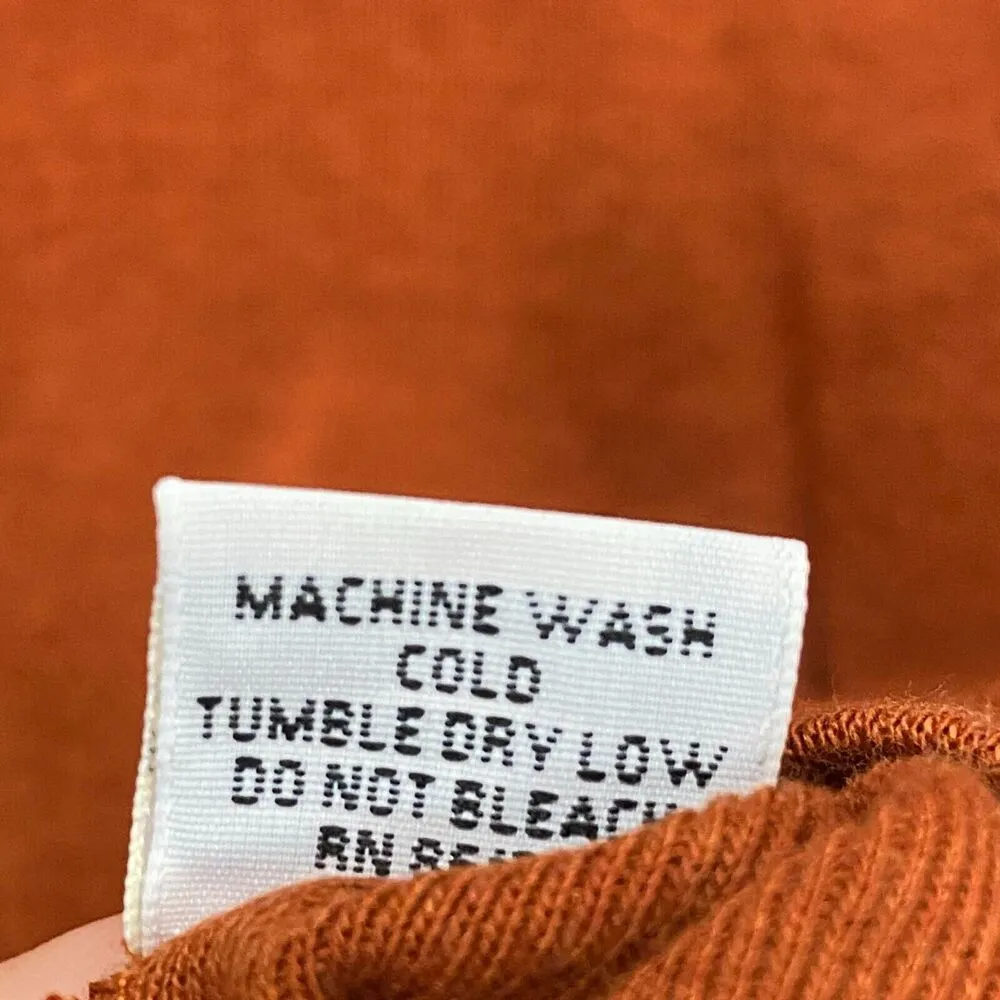 MACHINE WASH
COLD
TUMBLE DRY LOW
DO NOT BLEACH
RN